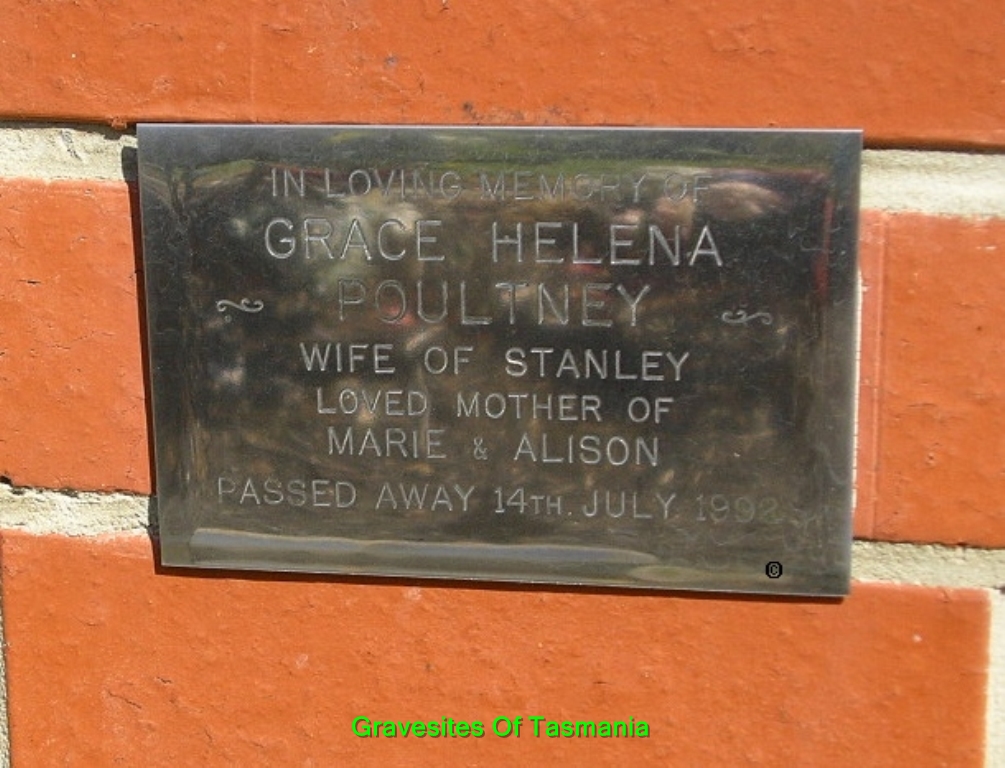 IN LOVING MEMORY OF
GRACE HELENA
POULTNEY
WIFE OF STANLEY
LOVED MOTHER OF
MARIE & ALISON
PASSED AWAY 14TH. JULY 1992
©
Gravesites Of Tasmania